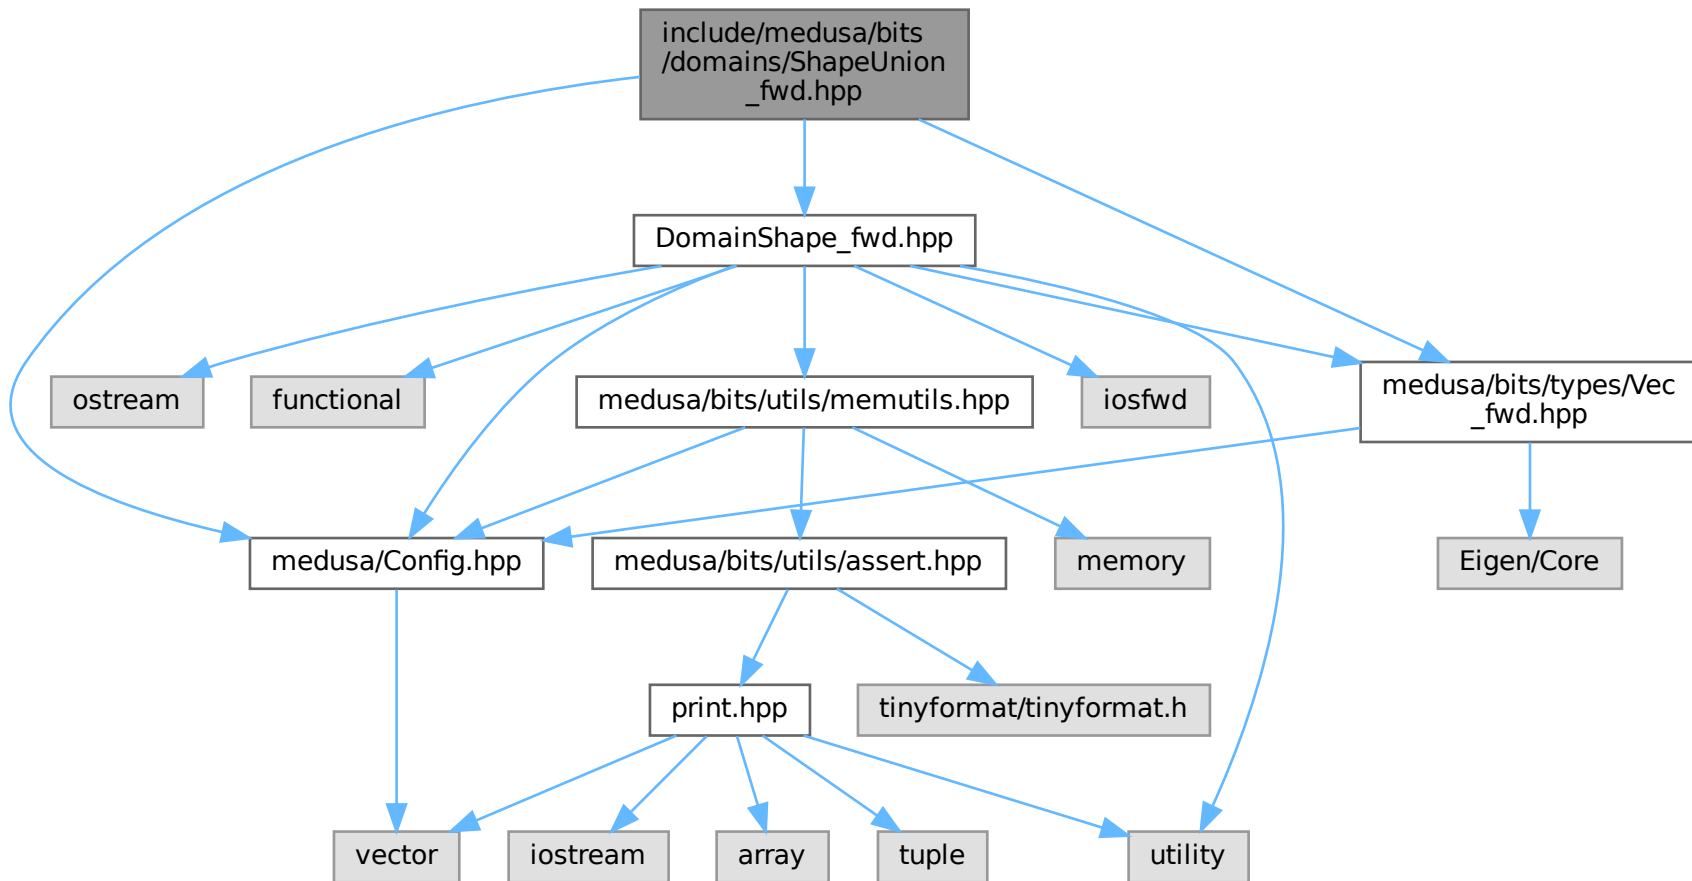 include/medusa/bits
/domains/ShapeUnion
_fwd.hpp
DomainShape_fwd.hpp
ostream
functional
medusa/bits/utils/memutils.hpp
iosfwd
medusa/bits/types/Vec
_fwd.hpp
medusa/Config.hpp
medusa/bits/utils/assert.hpp
memory
Eigen/Core
print.hpp
tinyformat/tinyformat.h
vector
iostream
array
tuple
utility